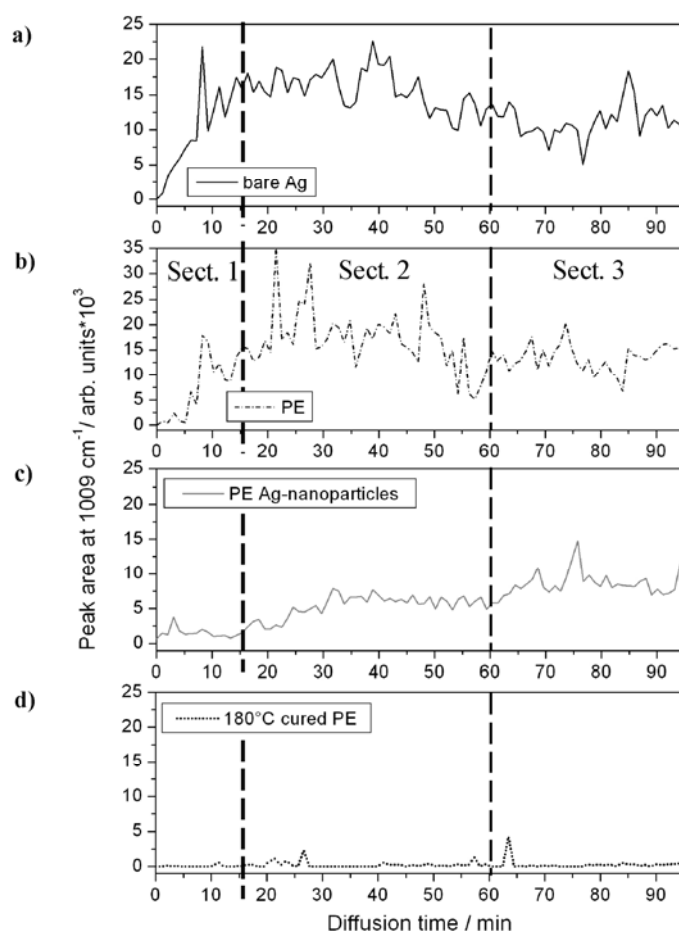 a)
25
20
15
10
5
0
bare Ag
0 10 20 30 40 50 60 70 80 90
b)
35
30
25
20
15
10
5
0
Sect. 1 Sect. 2 Sect. 3
PE
0 10 20 30 40 50 60 70 80 90
c)
25
20
15
10
5
0
PE Ag-nanoparticles
0 10 20 30 40 50 60 70 80 90
d)
25
20
15
10
5
0
180°C cured PE
0 10 20 30 40 50 60 70 80 90
Peak area at 1009 cm⁻¹/ arb. units*10³
Diffusion time / min